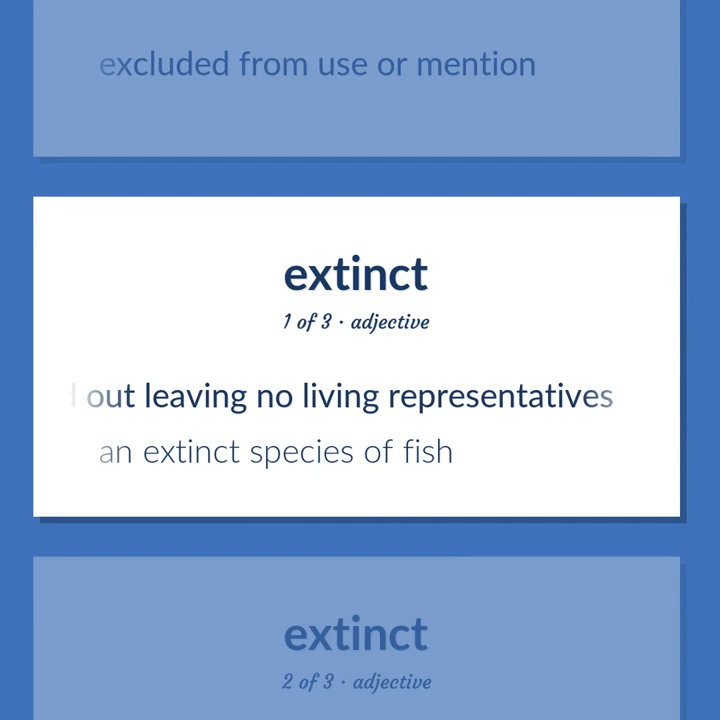 excluded from use or mention
extinct
1 of 3 · adjective
out leaving no living representatives
an extinct species of fish
extinct
2 of 3 · adjective